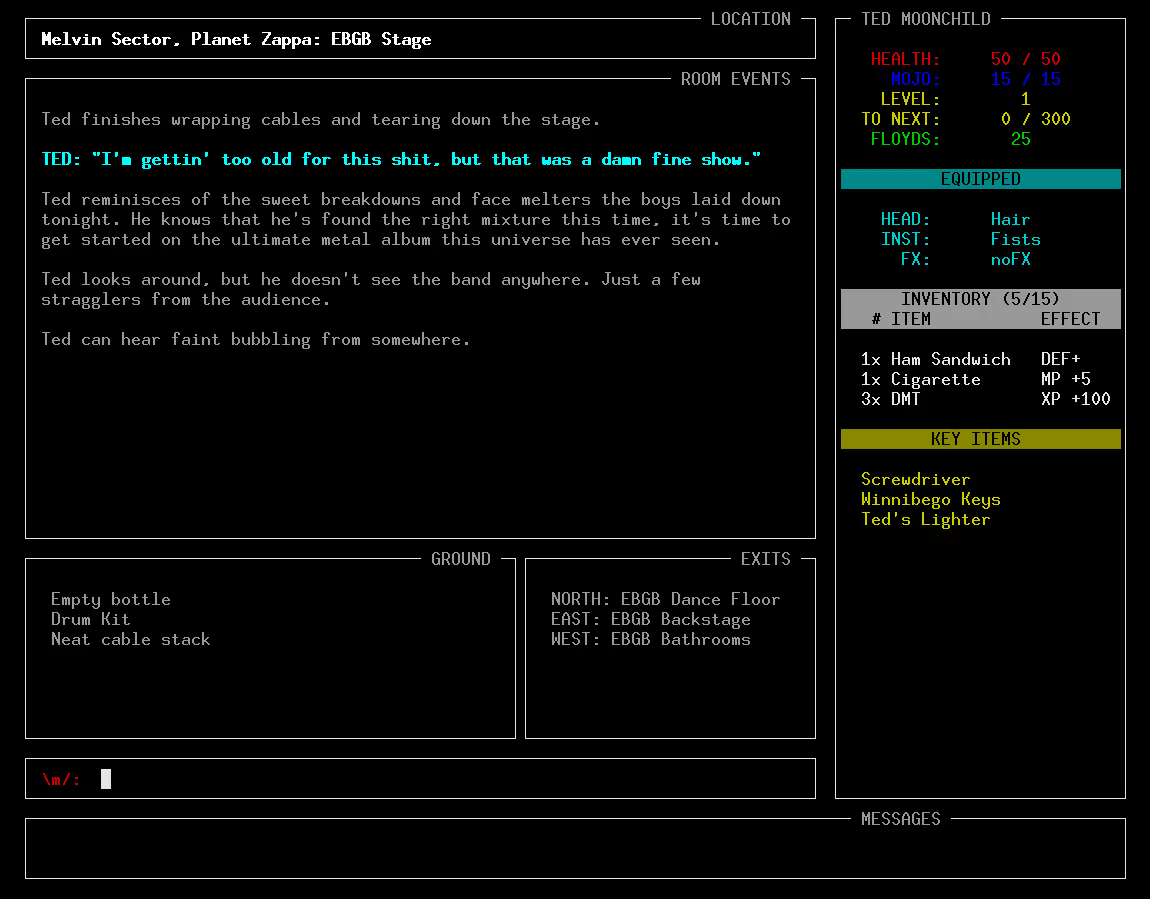 LOCATION
Melvin Sector, Planet Zappa: EBGB Stage
ROOM EVENTS
Ted finishes wrapping cables and tearing down the stage.
TED: "I'm gettin' too old for this shit, but that was a damn fine show."
Ted reminisces of the sweet breakdowns and face melters the boys laid down
tonight. He knows that he's found the right mixture this time, it's time to
get started on the ultimate metal album this universe has ever seen.
Ted looks around, but he doesn't see the band anywhere. Just a few
stragglers from the audience.
Ted can hear faint bubbling from somewhere.
GROUND
Empty bottle
Drum Kit
Neat cable stack
EXITS
NORTH: EBGB Dance Floor
EAST: EBGB Backstage
WEST: EBGB Bathrooms
\m/:
TED MOONCHILD
HEALTH: 50 / 50
MOJO: 15 / 15
LEVEL: 1
TO NEXT: 0 / 300
FLOYDS: 25
EQUIPPED
HEAD: Hair
INST: Fists
FX: noFX
INVENTORY (5/15)
# ITEM EFFECT
1x Ham Sandwich DEF+
1x Cigarette MP +5
3x DMT XP +100
KEY ITEMS
Screwdriver
Winnibego Keys
Ted's Lighter
MESSAGES